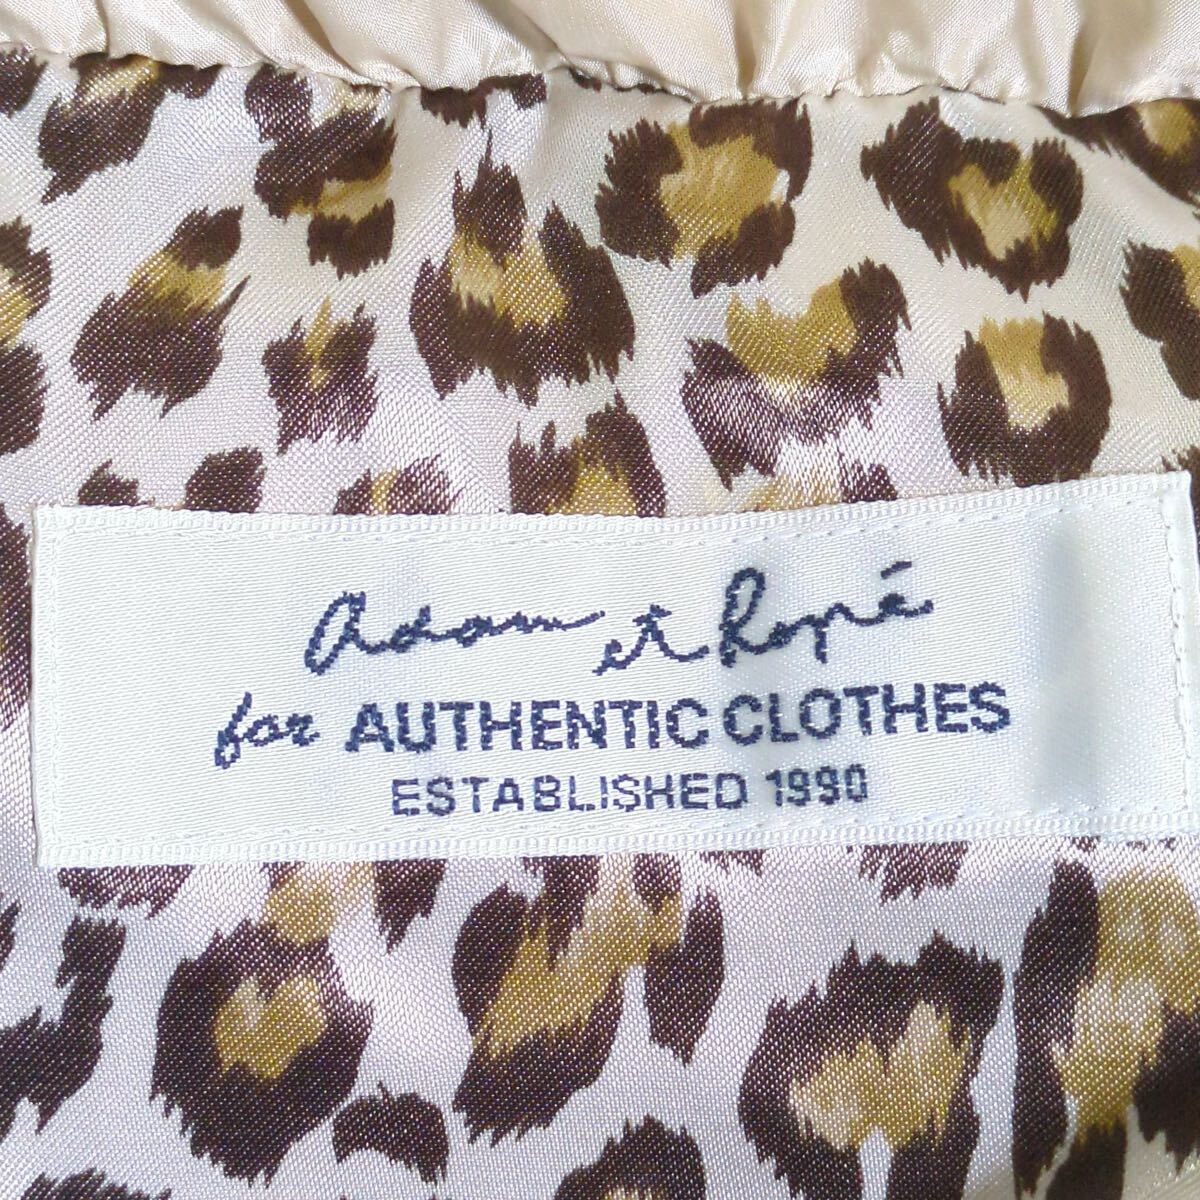 Adam et Ropé
for AUTHENTIC CLOTHES
ESTABLISHED 1990